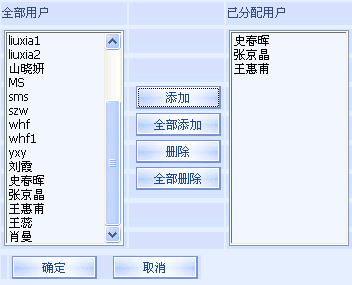 全部用户
已分配用户
liuxia1
liuxia2
山晓妍
MS
sms
szw
whf
whf1
yxy
刘霞
史春晖
张京晶
王惠甫
王蕊
肖曼
添加
全部添加
删除
全部删除
史春晖
张京晶
王惠甫
确定
取消